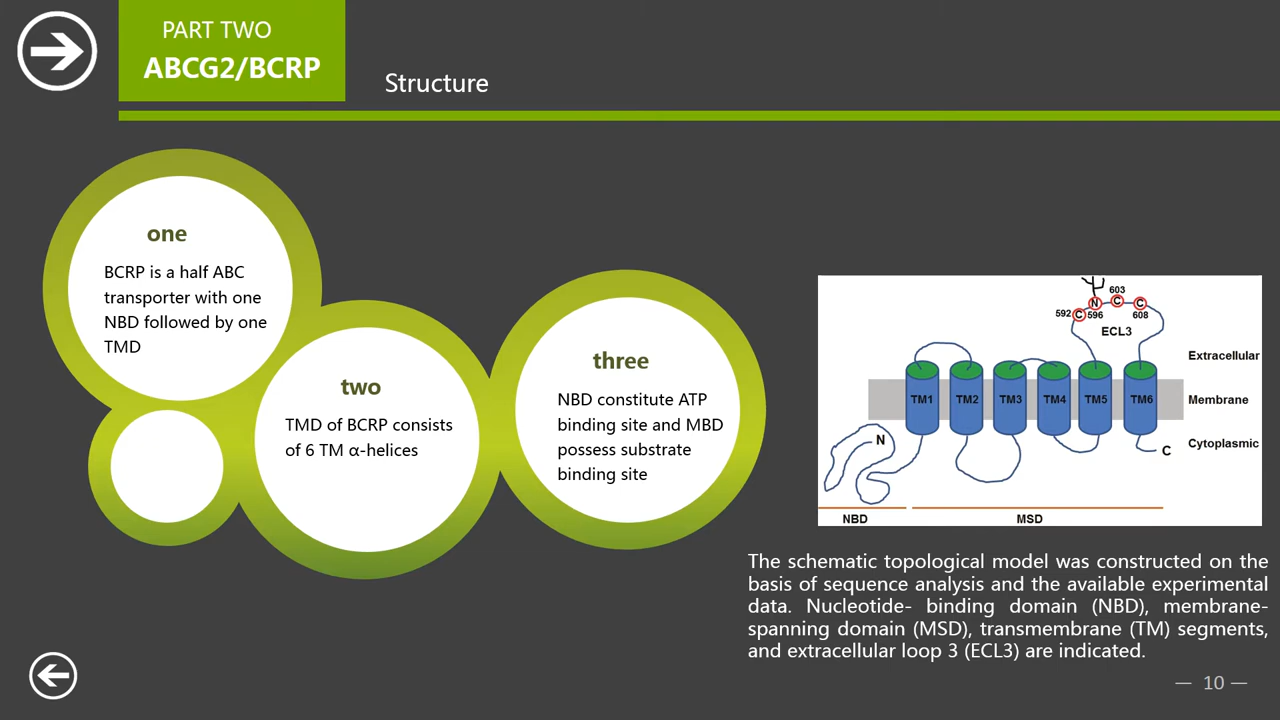 PART TWO
ABCG2/BCRP
Structure
one
BCRP is a half ABC
transporter with one
NBD followed by one
TMD
two
TMD of BCRP consists
of 6 TM α-helices
three
NBD constitute ATP
binding site and MBD
possess substrate
binding site
603
592 C N C C
596 608
ECL3
Extracellular
TM1 TM2 TM3 TM4 TM5 TM6 Membrane
N Cytoplasmic
C
NBD MSD
The schematic topological model was constructed on the
basis of sequence analysis and the available experimental
data. Nucleotide- binding domain (NBD), membrane-
spanning domain (MSD), transmembrane (TM) segments,
and extracellular loop 3 (ECL3) are indicated.
— 10 —